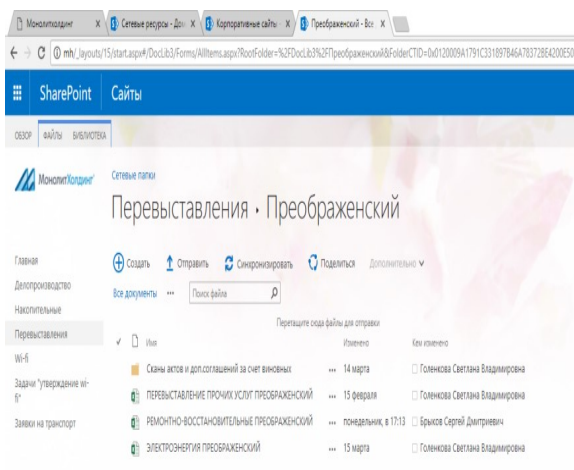 Монолитхолдинг X
Сетевые ресурсы - Дом X
Корпоративные сайты - X
Преображенский - Все X
mh/_layouts/15/start.aspx#/DocLib3/Forms/AllItems.aspx?RootFolder=%2FDocLib3%2FПреображенский&FolderCTID=0x0120009A1791C331897B46A78372BE4200E50
SharePoint Сайты
ОБЗОР ФАЙЛЫ БИБЛИОТЕКА
МонолитХолдинг
Сетевые папки
Перевыставления · Преображенский
Главная
Делопроизводство
Накопительные
Перевыставления
Wi-fi
Задачи "утверждение wi-
fi"
Заявки на транспорт
Создать Отправить Синхронизировать Поделиться Дополнительно
Все документы ... Поиск файла
Перетащите сюда файлы для отправки
Имя Изменено Кем изменено
Сканы актов и доп.соглашений за счет виновных ... 14 марта Голенкова Светлана Владимировна
ПЕРЕВЫСТАВЛЕНИЕ ПРОЧИХ УСЛУГ ПРЕОБРАЖЕНСКИЙ ... 15 февраля Голенкова Светлана Владимировна
РЕМОНТНО-ВОССТАНОВИТЕЛЬНЫЕ ПРЕОБРАЖЕНСКИЙ ... понедельник, в 17:13 Брыков Сергей Дмитриевич
ЭЛЕКТРОЭНЕРГИЯ ПРЕОБРАЖЕНСКИЙ ... 15 марта Голенкова Светлана Владимировна